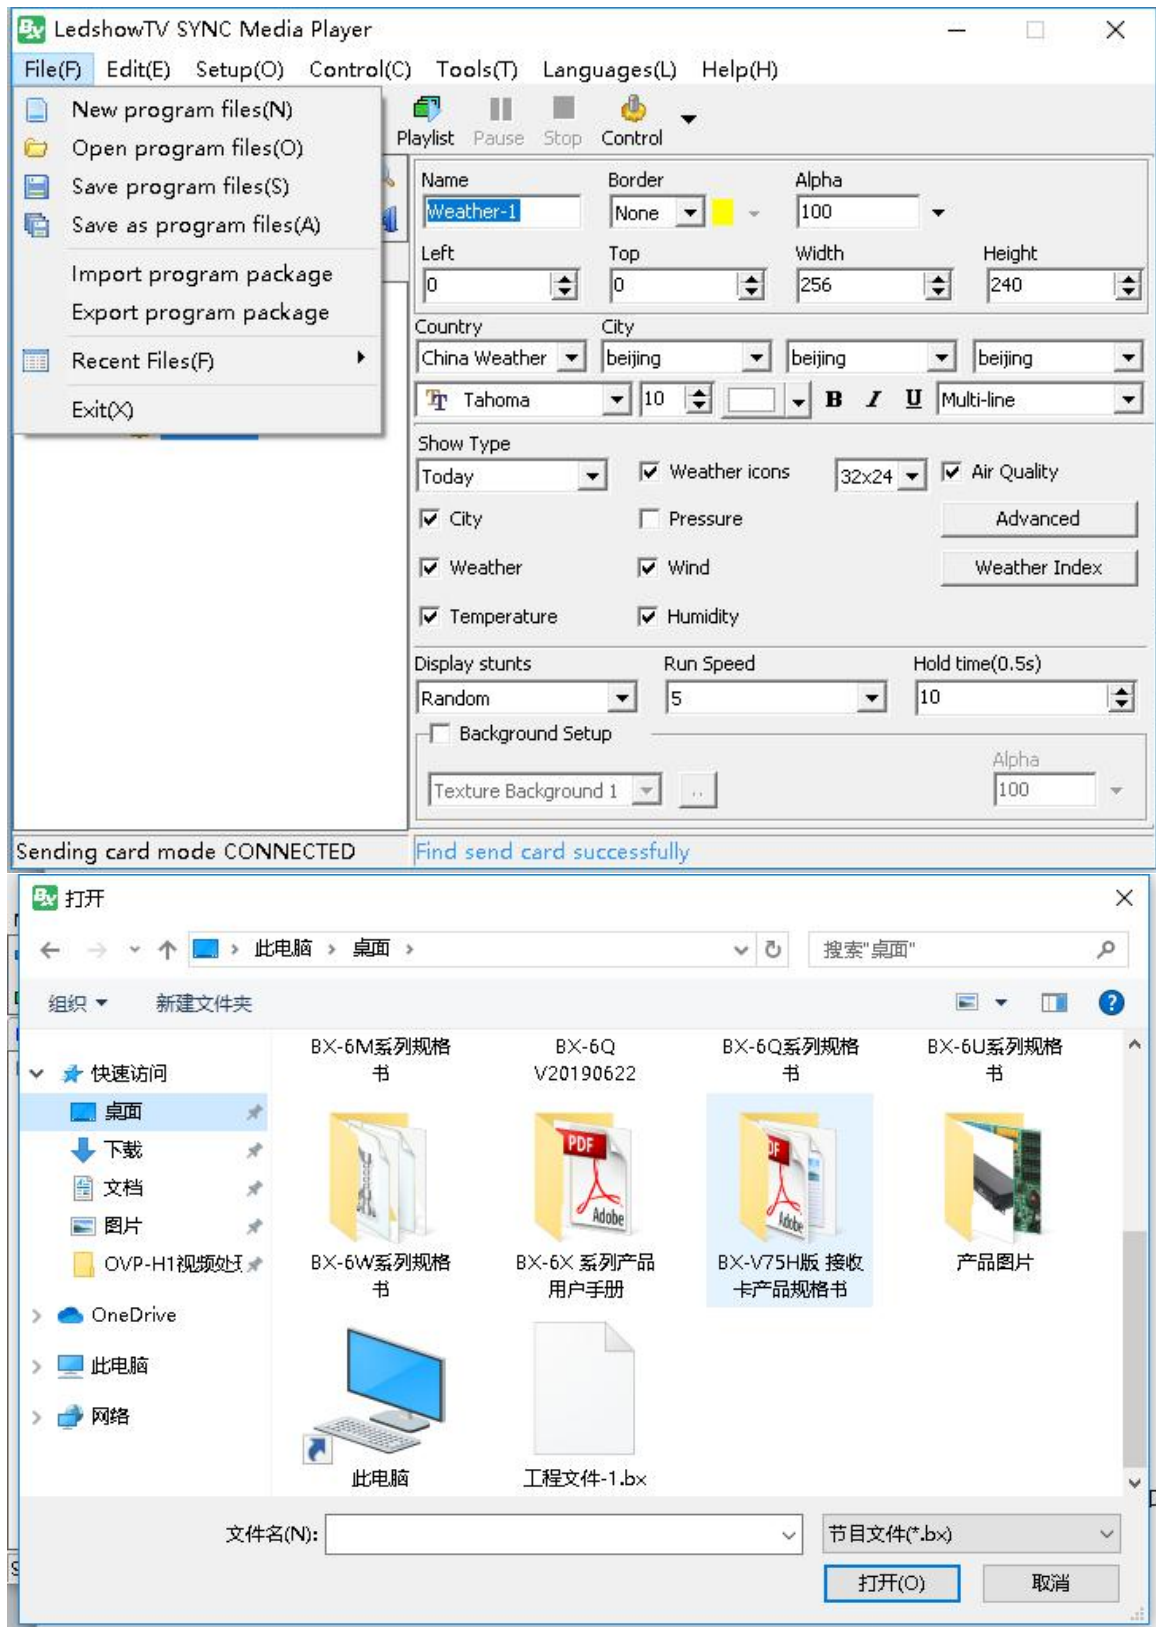 LedshowTV SYNC Media Player
File(F) Edit(E) Setup(O) Control(C) Tools(T) Languages(L) Help(H)
New program files(N)
Open program files(O)
Save program files(S)
Save as program files(A)
Import program package
Export program package
Recent Files(F)
Exit(X)
Playlist Pause Stop Control
Name Border Alpha
Weather-1 None 100
Left Top Width Height
0 0 256 240
Country City
China Weather beijing beijing beijing
Tahoma 10 B I U Multi-line
Show Type
Today Weather icons 32x24 Air Quality
City Pressure Advanced
Weather Wind Weather Index
Temperature Humidity
Display stunts Run Speed Hold time(0.5s)
Random 5 10
Background Setup
Alpha
Texture Background 1 .. 100
Sending card mode CONNECTED Find send card successfully
打开
此电脑 桌面 搜索"桌面"
组织 新建文件夹
快速访问
桌面
下载
文档
图片
OVP-H1视频处理
OneDrive
此电脑
网络
BX-6M系列规格书
BX-6Q V20190622
BX-6Q系列规格书
BX-6U系列规格书
BX-6W系列规格书
BX-6X 系列产品用户手册
BX-V75H版 接收卡产品规格书
产品图片
此电脑
工程文件-1.bx
文件名(N): 节目文件(*.bx)
打开(O) 取消